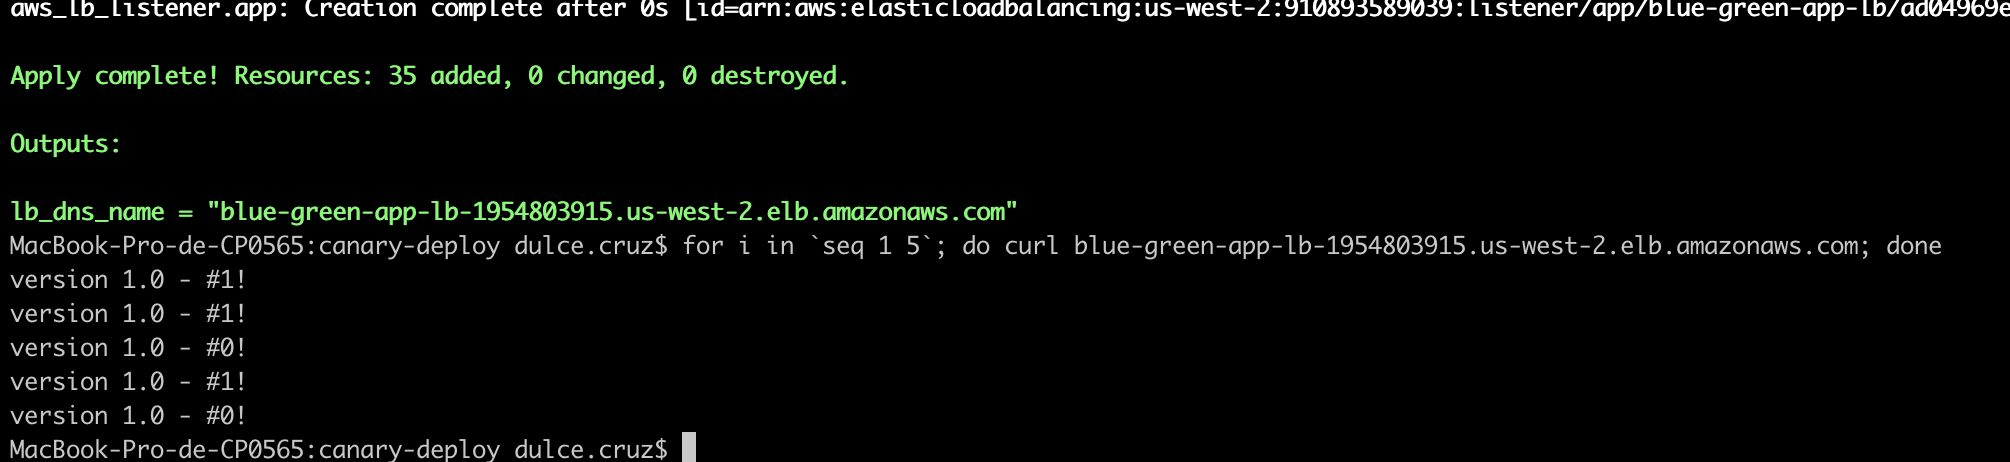 aws_lb_listener.app: Creation complete after 0s [id=arn:aws:elasticloadbalancing:us-west-2:910893589039:listener/app/blue-green-app-lb/ad04969e
Apply complete! Resources: 35 added, 0 changed, 0 destroyed.
Outputs:
lb_dns_name = "blue-green-app-lb-1954803915.us-west-2.elb.amazonaws.com"
MacBook-Pro-de-CP0565:canary-deploy dulce.cruz$ for i in `seq 1 5`; do curl blue-green-app-lb-1954803915.us-west-2.elb.amazonaws.com; done
version 1.0 - #1!
version 1.0 - #1!
version 1.0 - #0!
version 1.0 - #1!
version 1.0 - #0!
MacBook-Pro-de-CP0565:canary-deploy dulce.cruz$